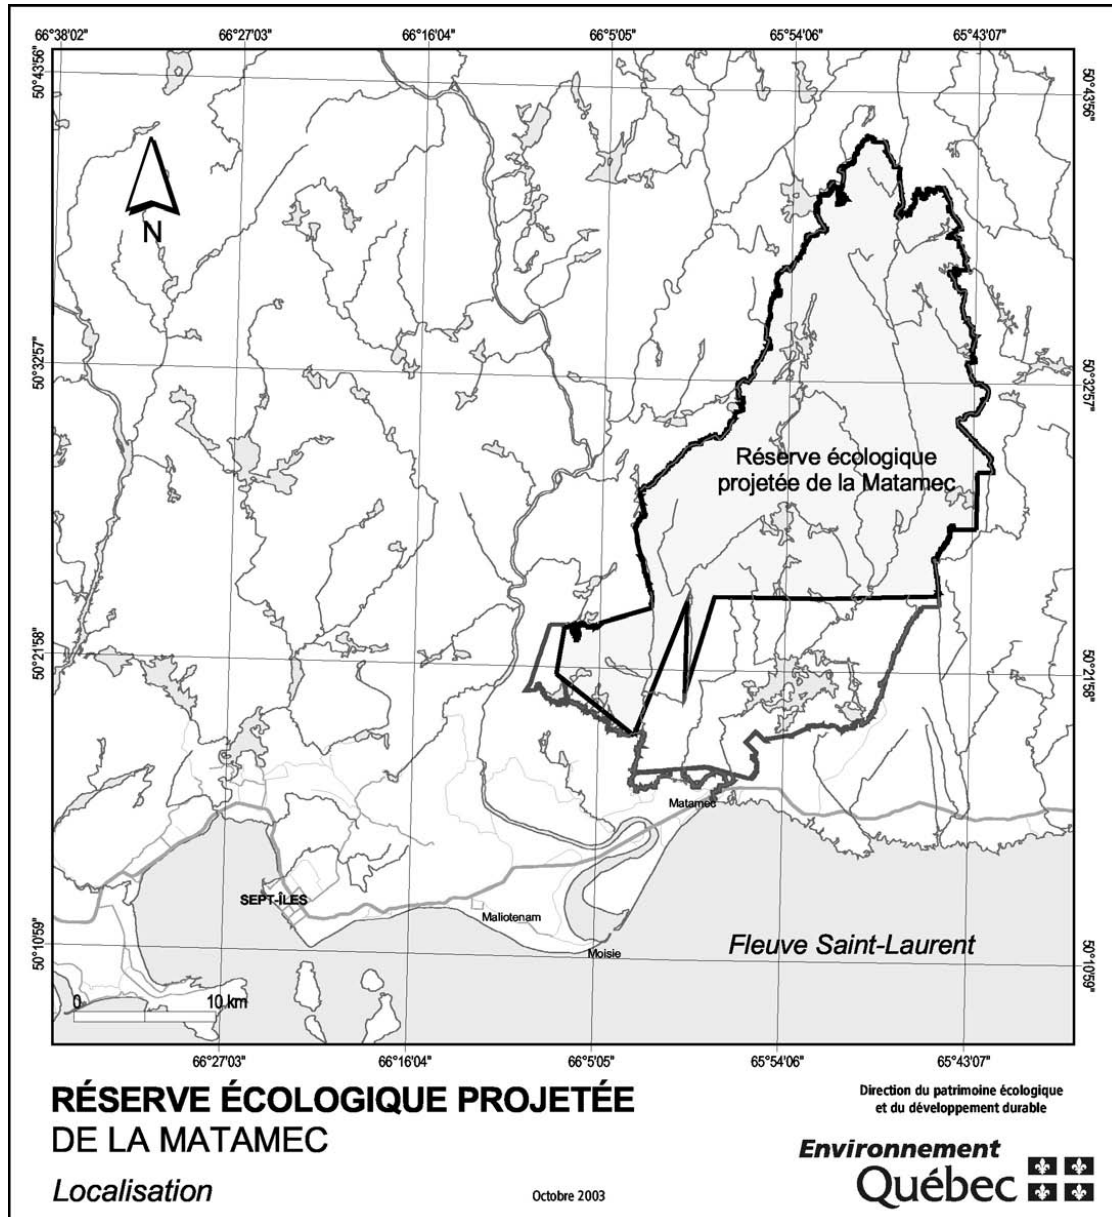 66°38'02"
66°27'03"
66°16'04"
66°5'05"
65°54'06"
65°43'07"
50°43'56"
50°43'56"
N
50°32'57"
50°32'57"
Réserve écologique
projetée de la Matamec
50°21'58"
50°21'58"
Matamec
SEPT-ÎLES
Maliotenam
Moisie
Fleuve Saint-Laurent
50°10'59"
50°10'59"
0 10 km
66°27'03"
66°16'04"
66°5'05"
65°54'06"
65°43'07"
RÉSERVE ÉCOLOGIQUE PROJETÉE
DE LA MATAMEC
Localisation
Octobre 2003
Direction du patrimoine écologique
et du développement durable
Environnement
Québec